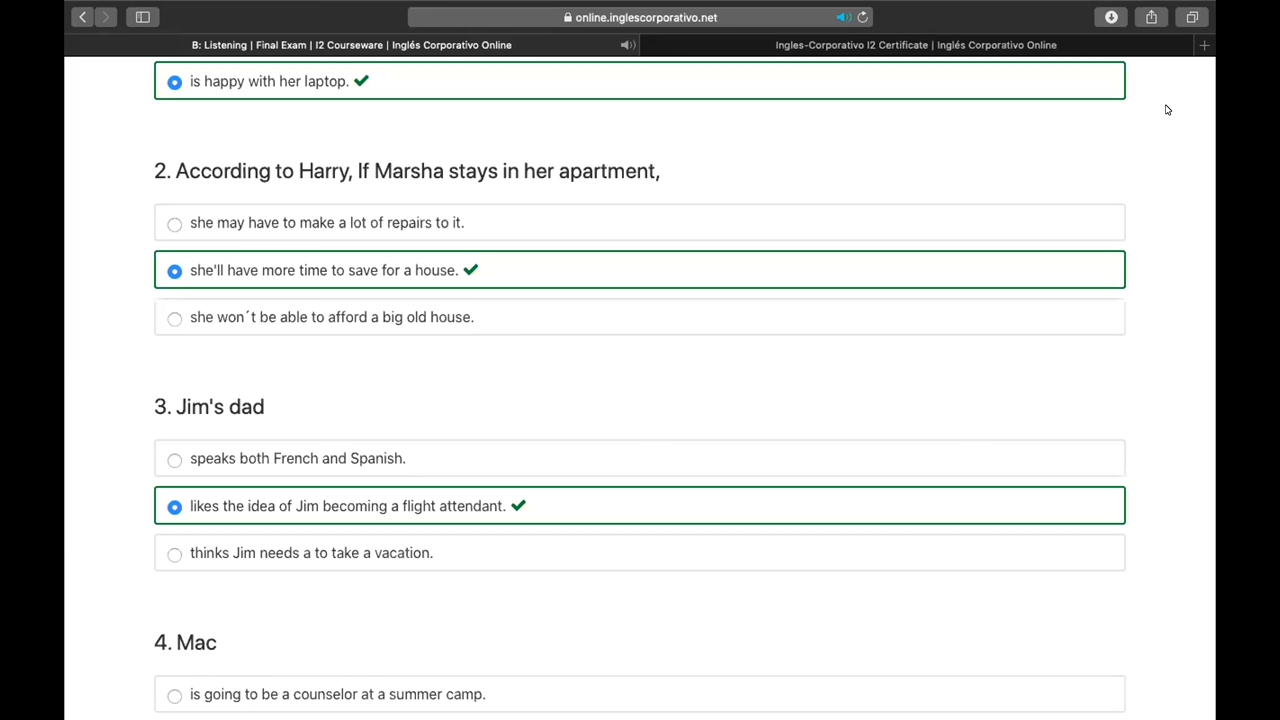 online.inglescorporativo.net
B: Listening | Final Exam | I2 Courseware | Inglés Corporativo Online
Ingles-Corporativo I2 Certificate | Inglés Corporativo Online
is happy with her laptop.
2. According to Harry, If Marsha stays in her apartment,
she may have to make a lot of repairs to it.
she'll have more time to save for a house.
she won´t be able to afford a big old house.
3. Jim's dad
speaks both French and Spanish.
likes the idea of Jim becoming a flight attendant.
thinks Jim needs a to take a vacation.
4. Mac
is going to be a counselor at a summer camp.